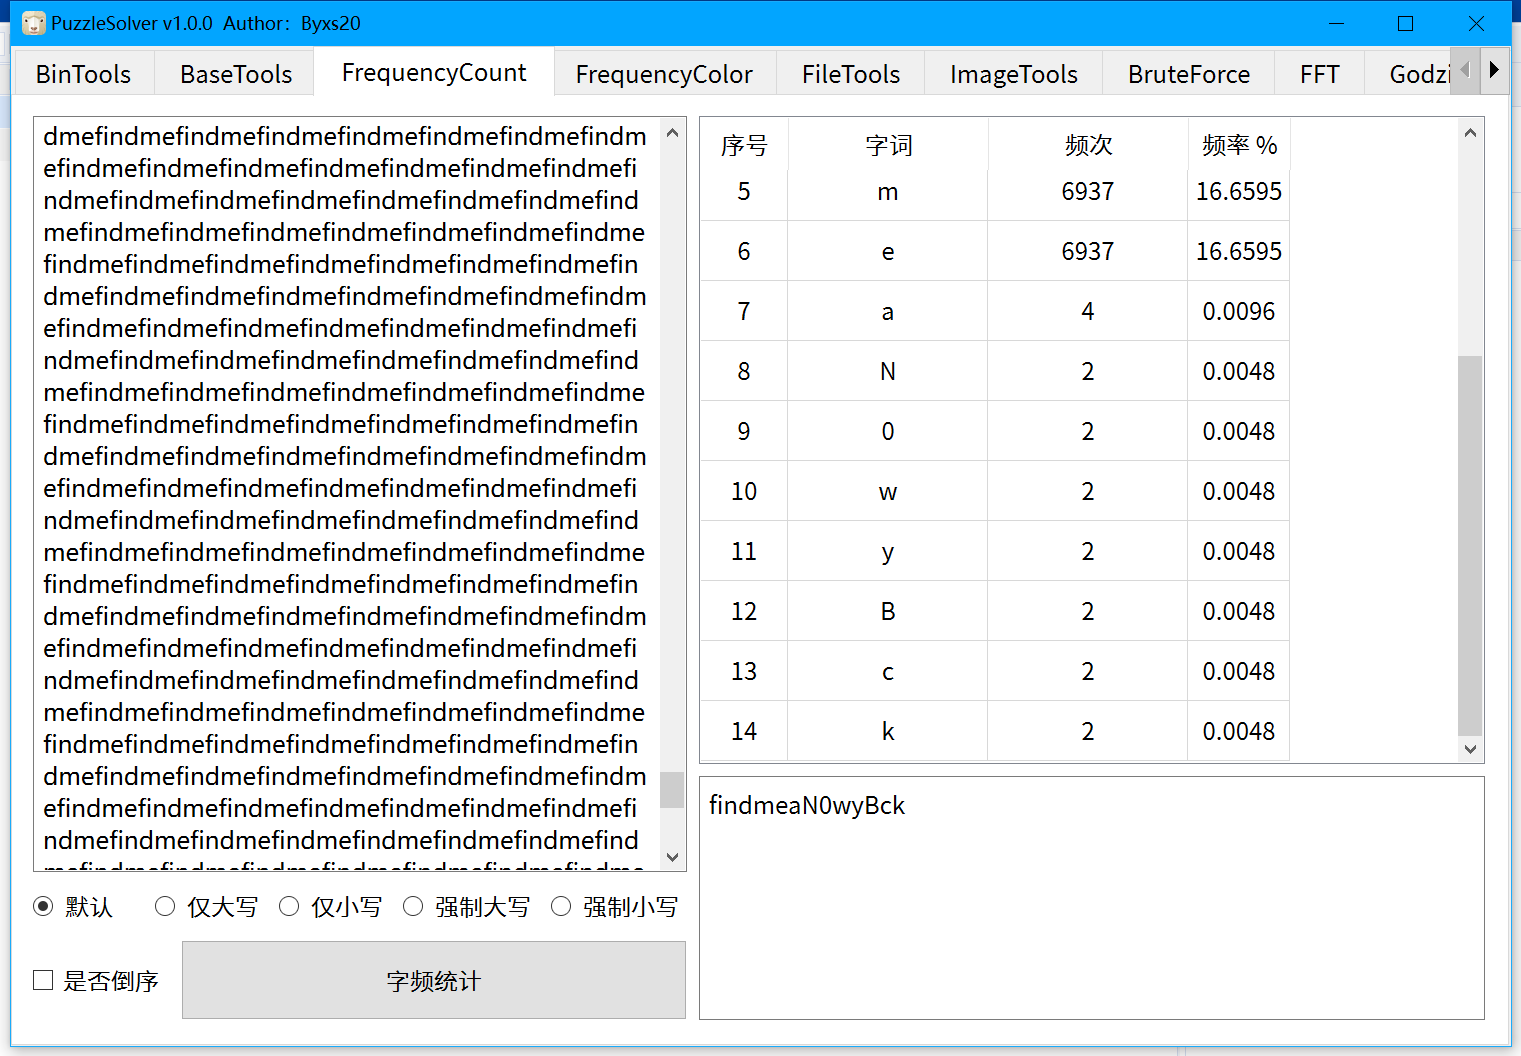 PuzzleSolver v1.0.0 Author：Byxs20
BinTools BaseTools FrequencyCount FrequencyColor FileTools ImageTools BruteForce FFT Godzi
dmefindmefindmefindmefindmefindmefindmefindm
efindmefindmefindmefindmefindmefindmefindmefi
ndmefindmefindmefindmefindmefindmefindmefind
mefindmefindmefindmefindmefindmefindmefindme
findmefindmefindmefindmefindmefindmefindmefin
dmefindmefindmefindmefindmefindmefindmefindm
efindmefindmefindmefindmefindmefindmefindmefi
ndmefindmefindmefindmefindmefindmefindmefind
mefindmefindmefindmefindmefindmefindmefindme
findmefindmefindmefindmefindmefindmefindmefin
dmefindmefindmefindmefindmefindmefindmefindm
efindmefindmefindmefindmefindmefindmefindmefi
ndmefindmefindmefindmefindmefindmefindmefind
mefindmefindmefindmefindmefindmefindmefindme
findmefindmefindmefindmefindmefindmefindmefin
dmefindmefindmefindmefindmefindmefindmefindm
efindmefindmefindmefindmefindmefindmefindmefi
ndmefindmefindmefindmefindmefindmefindmefind
mefindmefindmefindmefindmefindmefindmefindme
findmefindmefindmefindmefindmefindmefindmefin
dmefindmefindmefindmefindmefindmefindmefindm
efindmefindmefindmefindmefindmefindmefindmefi
ndmefindmefindmefindmefindmefindmefindmefind
mefindmefindmefindmefindmefindmefindmefindme
默认 仅大写 仅小写 强制大写 强制小写
是否倒序 字频统计
序号 字词 频次 频率 %
5 m 6937 16.6595
6 e 6937 16.6595
7 a 4 0.0096
8 N 2 0.0048
9 0 2 0.0048
10 w 2 0.0048
11 y 2 0.0048
12 B 2 0.0048
13 c 2 0.0048
14 k 2 0.0048
findmeaN0wyBck